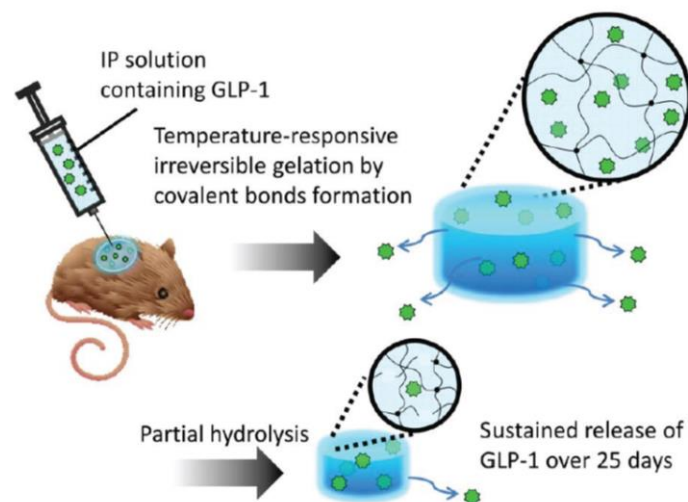 IP solution
containing GLP-1
Temperature-responsive
irreversible gelation by
covalent bonds formation
Partial hydrolysis
Sustained release of
GLP-1 over 25 days